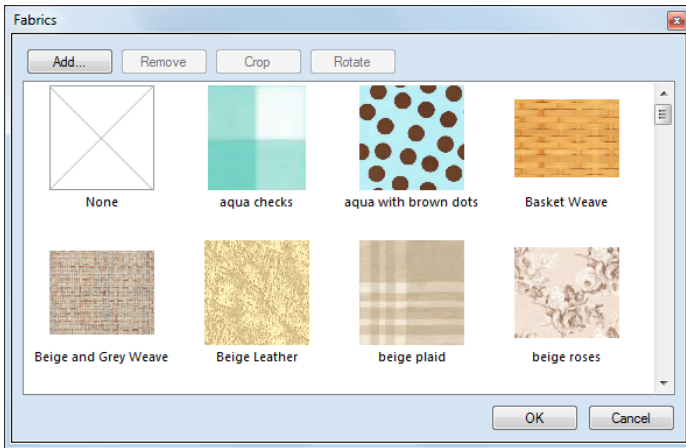 Fabrics
Add... Remove Crop Rotate
None aqua checks aqua with brown dots Basket Weave
Beige and Grey Weave Beige Leather beige plaid beige roses
OK Cancel